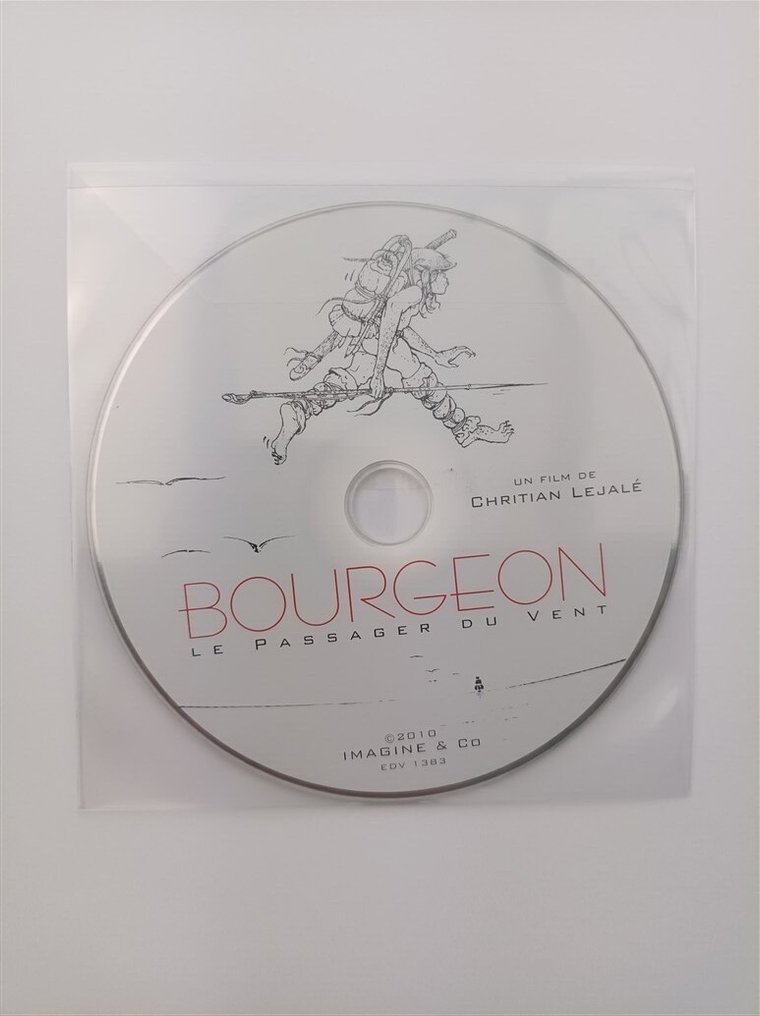 UN FILM DE
CHRITIAN LEJALÉ
BOURGEON
LE PASSAGER DU VENT
©2010
IMAGINE & CO
EDV 1383